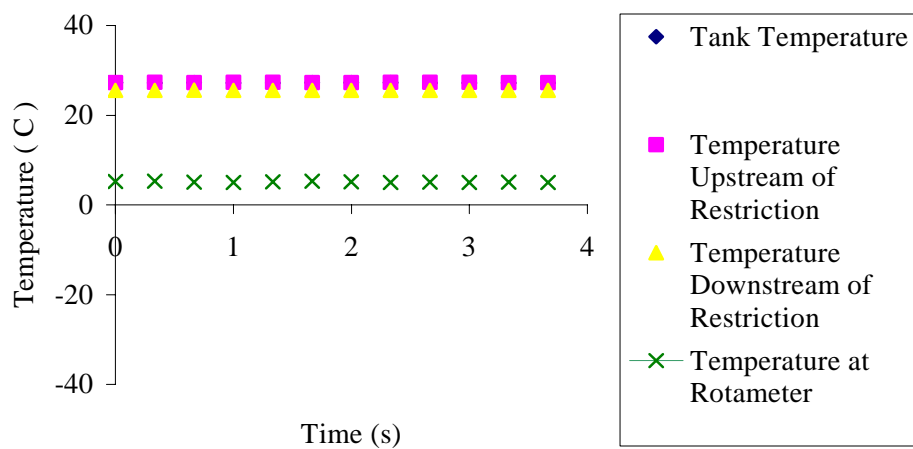 40
20
0
-20
-40
0 1 2 3 4
Temperature ( C )
Time (s)
Tank Temperature
Temperature
Upstream of
Restriction
Temperature
Downstream of
Restriction
Temperature at
Rotameter